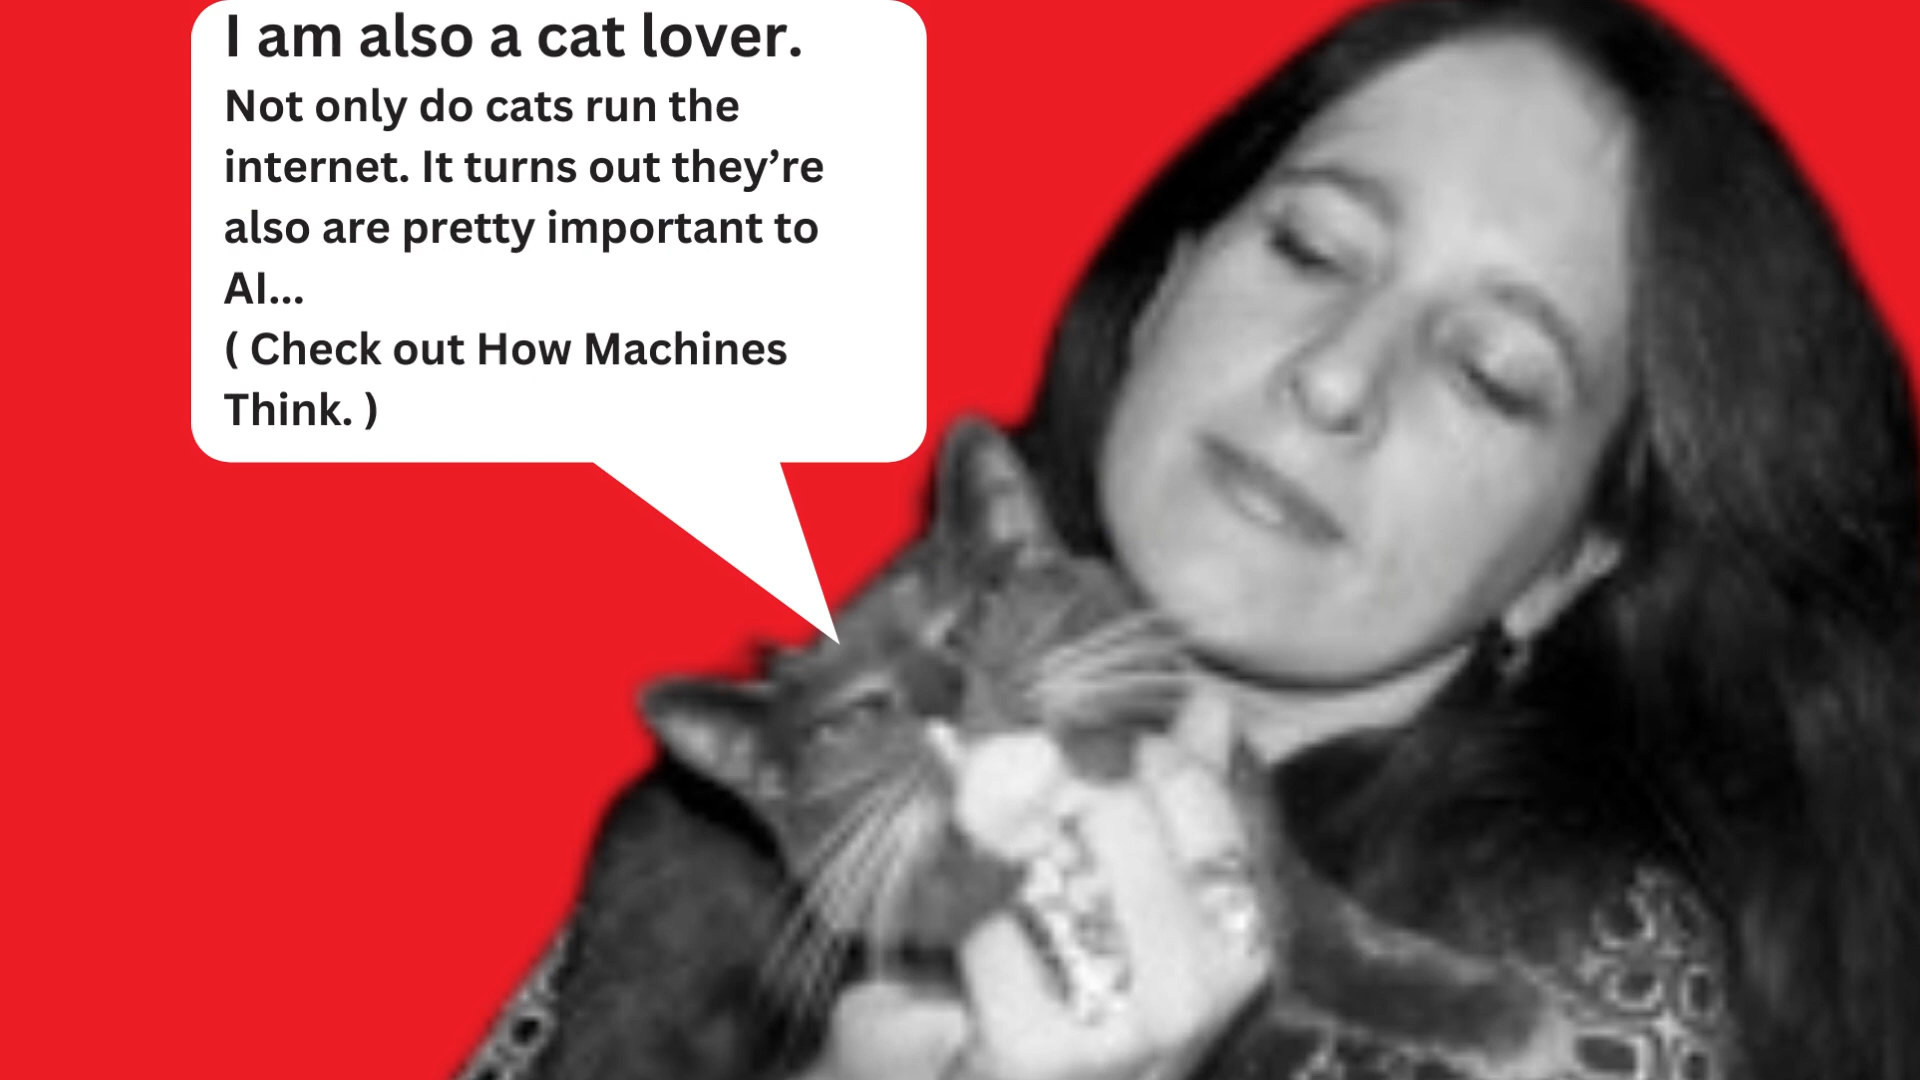 I am also a cat lover.
Not only do cats run the
internet. It turns out they’re
also are pretty important to
AI...
( Check out How Machines
Think. )